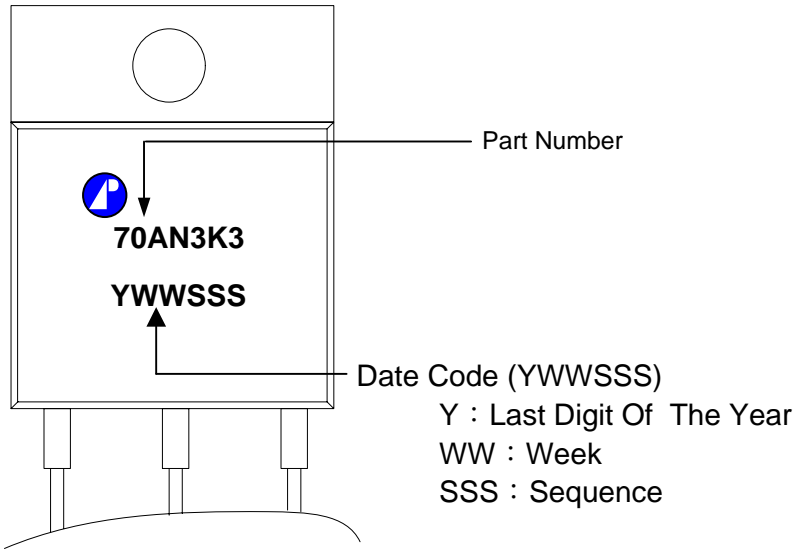 Part Number
70AN3K3
YWWSSS
Date Code (YWWSSS)
Y：Last Digit Of The Year
WW：Week
SSS：Sequence